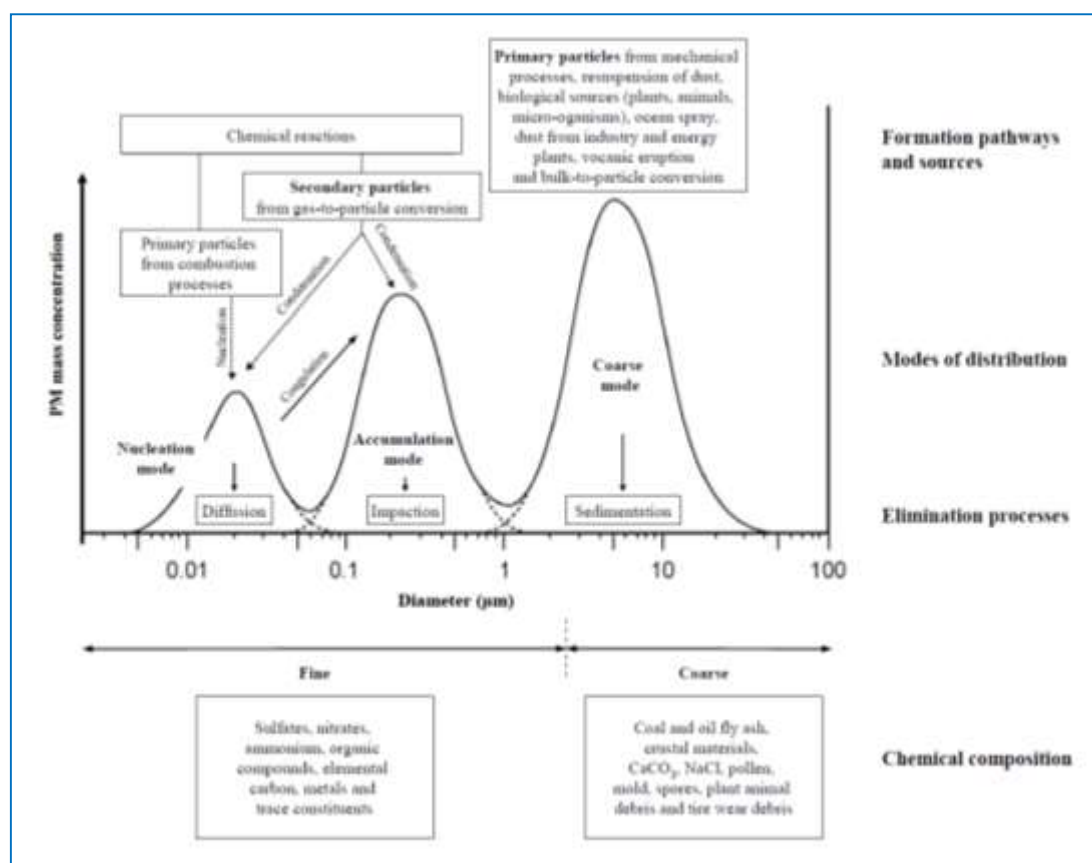 Primary particles from mechanical
processes, resuspension of dust,
biological sources (plants, animals,
micro-oganisms), ocean spray,
dust from industry and energy
plants, vocanic eruption
and bulk-to-particle conversion
Formation pathways
and sources
Chemical reactions
Secondary particles
from gas-to-particle conversion
Primary particles
from combustion
processes
Nucleation
Condensation
Condensation
Coagulation
PM mass concentration
Modes of distribution
Nucleation
mode
Accumulation
mode
Coarse
mode
Diffission
Impaction
Sedimentation
Elimination processes
0.01
0.1
1
10
100
Diameter (µm)
Fine
Coarse
Sulfates, nitrates,
ammonium, organic
compounds, elemental
carbon, metals and
trace constituents
Coal and oil fly ash,
crustal materials,
CaCO₃, NaCl, pollen,
mold, spores, plant animal
debris and tire wear debris
Chemical composition